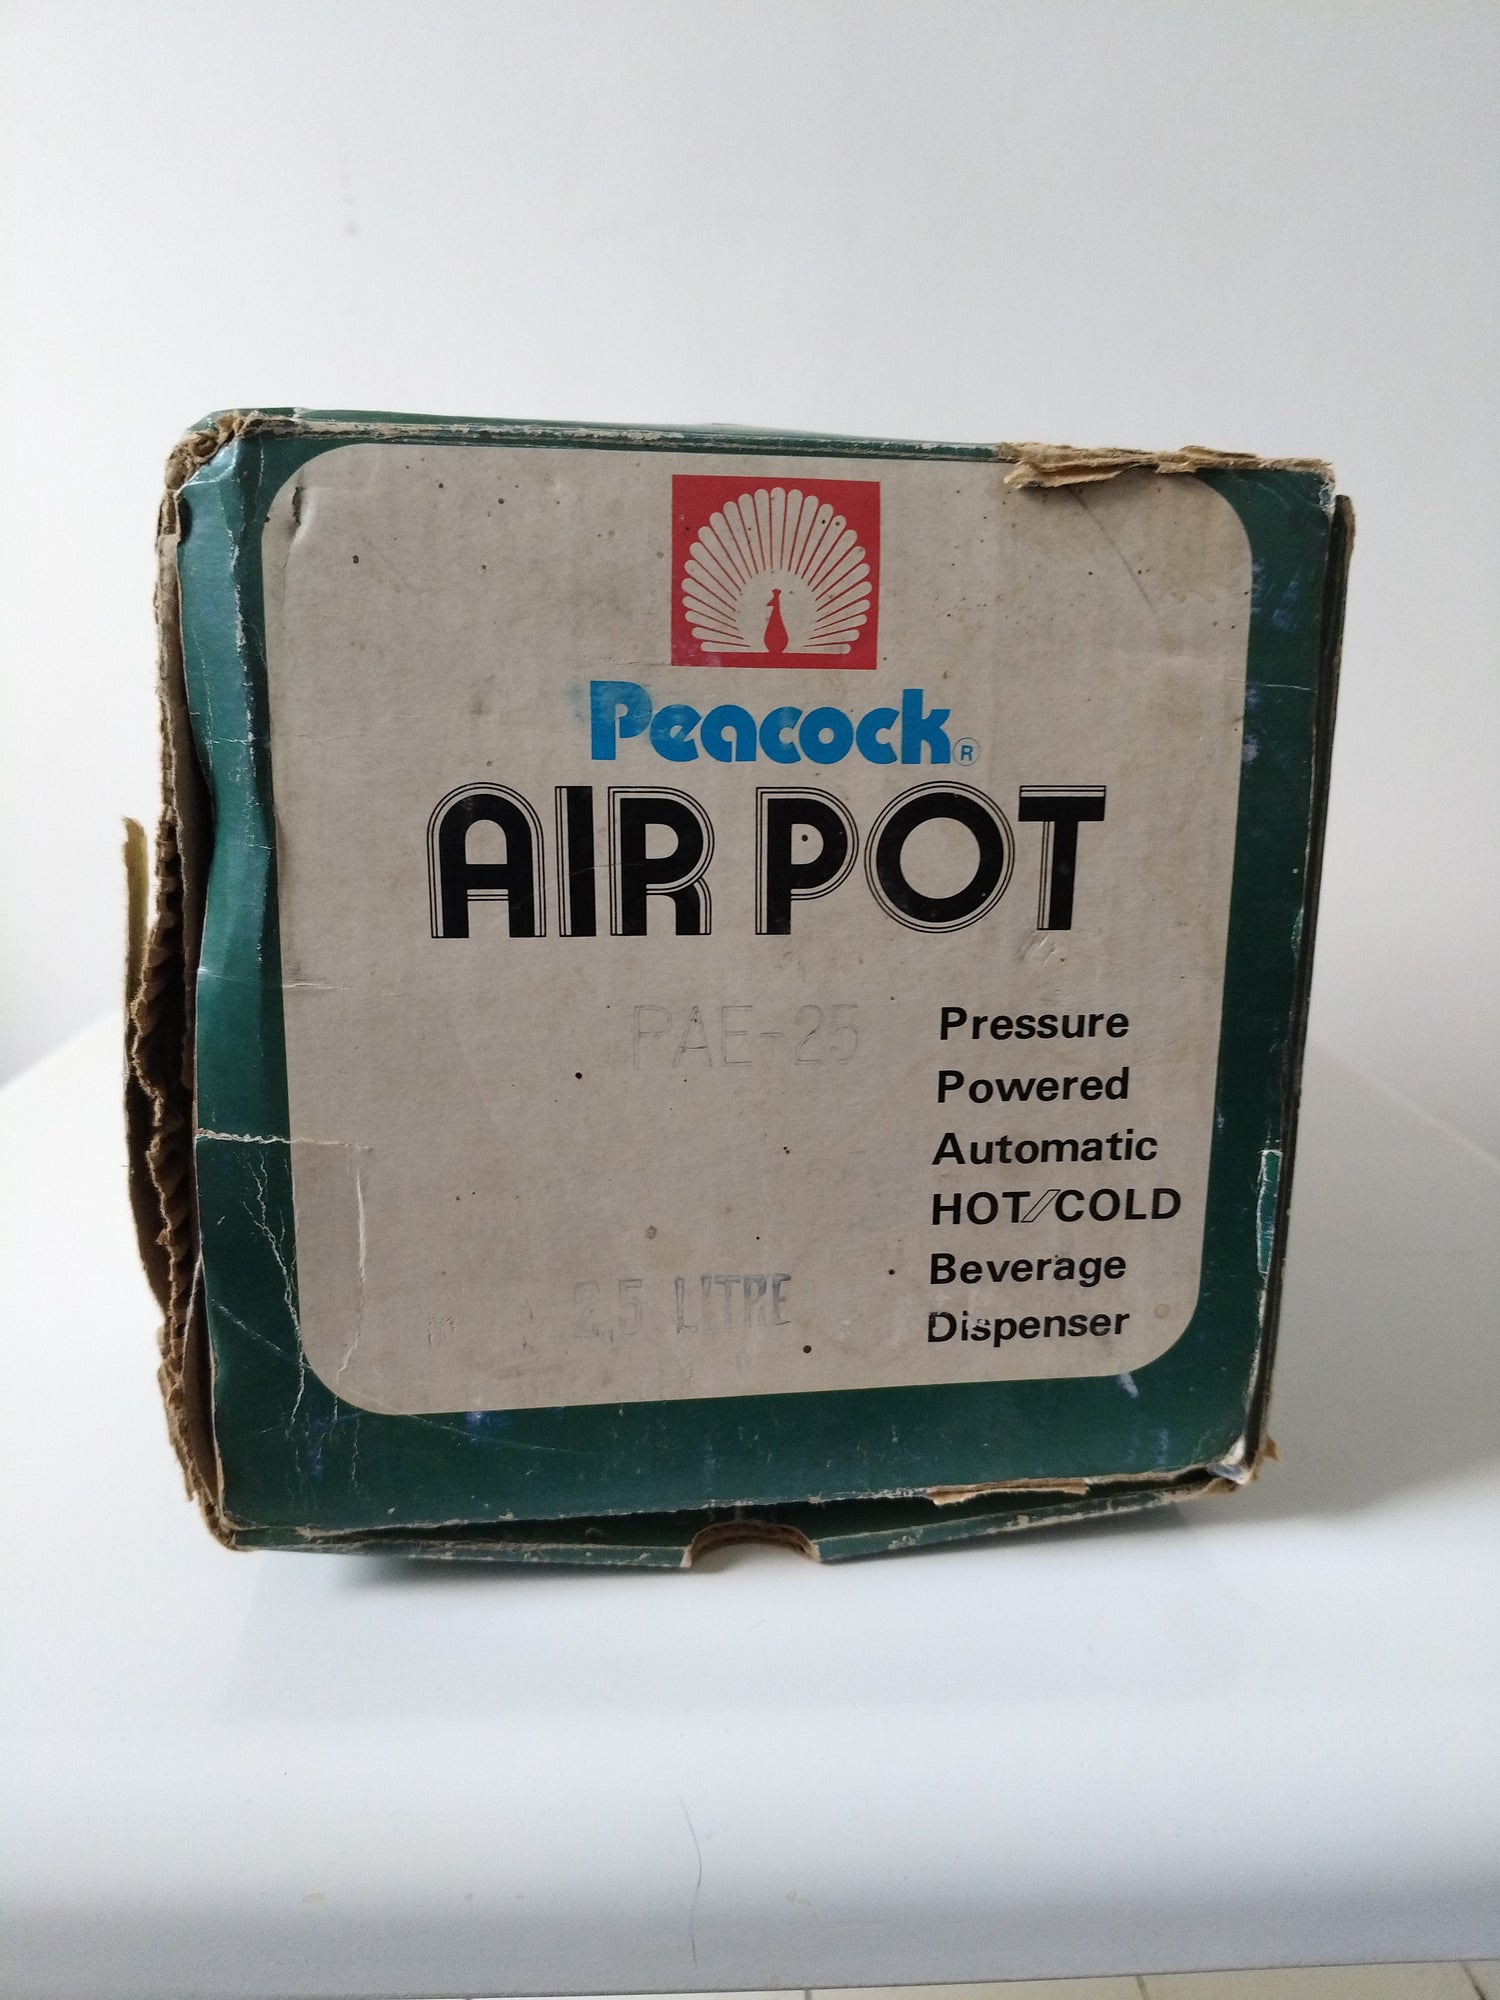 Peacock®
AIR POT
PAE-25
Pressure
Powered
Automatic
HOT/COLD
Beverage
Dispenser
2,5 LITRE